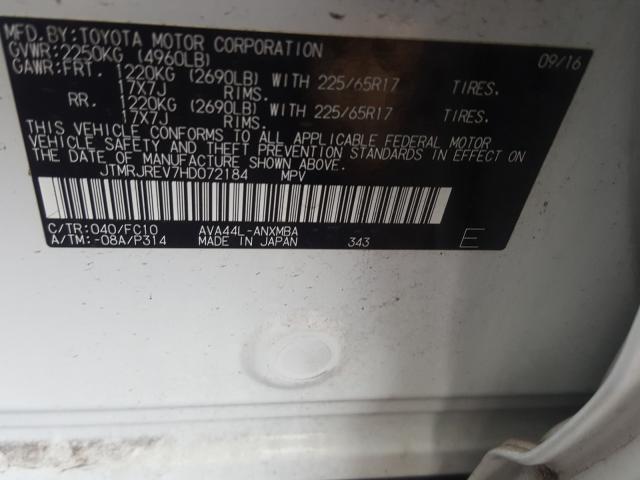 MFD.BY:TOYOTA MOTOR CORPORATION 09/16
GVWR:2250KG (4960LB)
GAWR:FRT. 1220KG (2690LB) WITH 225/65R17 TIRES.
17X7J RIMS.
RR. 1220KG (2690LB) WITH 225/65R17 TIRES.
17X7J RIMS.
THIS VEHICLE CONFORMS TO ALL APPLICABLE FEDERAL MOTOR
VEHICLE SAFETY AND THEFT PREVENTION STANDARDS IN EFFECT ON
THE DATE OF MANUFACTURE SHOWN ABOVE.
JTMRJREV7HD072184 MPV
C/TR:040/FC10 AVA44L-ANXMBA
A/TM:-08A/P314 MADE IN JAPAN 343 E